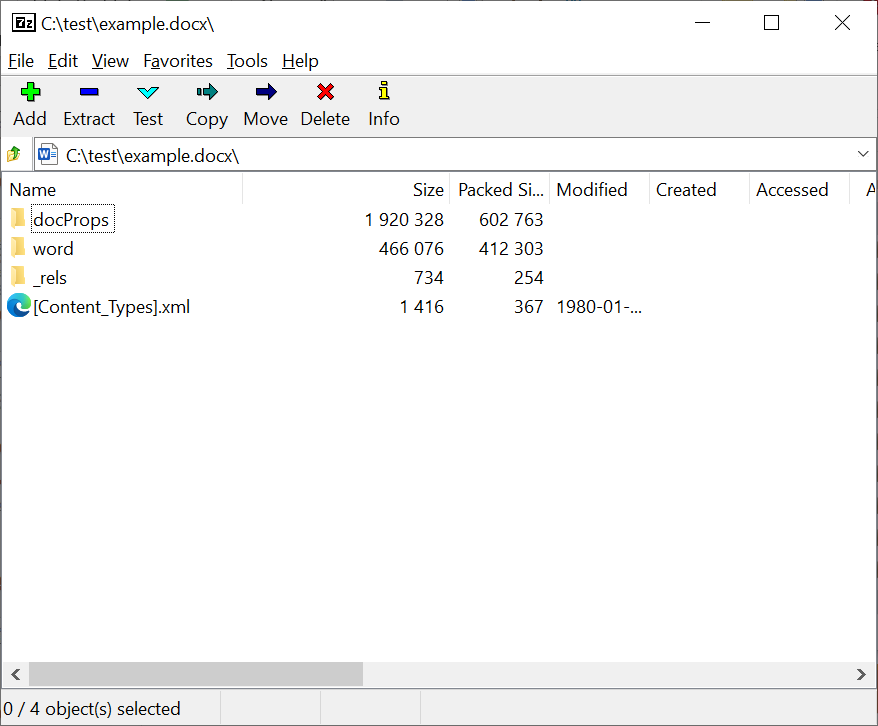 7z C:\test\example.docx\
File Edit View Favorites Tools Help
Add Extract Test Copy Move Delete Info
C:\test\example.docx\
Name Size Packed Si... Modified Created Accessed A
docProps 1 920 328 602 763
word 466 076 412 303
_rels 734 254
[Content_Types].xml 1 416 367 1980-01-...
0 / 4 object(s) selected